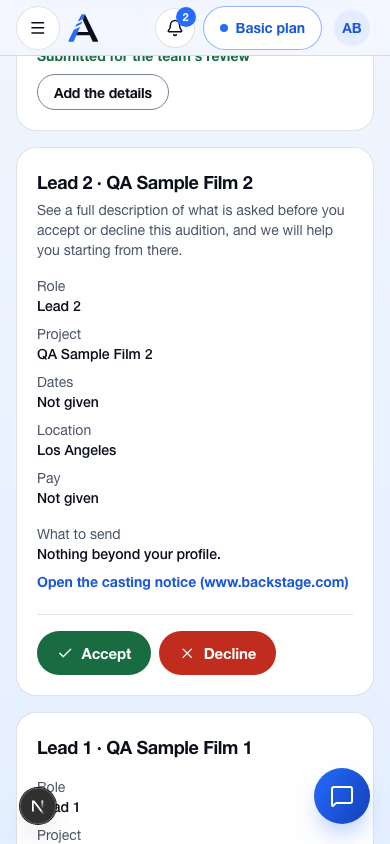 2
Basic plan
AB
Submitted for the team's review
Add the details
Lead 2 · QA Sample Film 2
See a full description of what is asked before you
accept or decline this audition, and we will help
you starting from there.
Role
Lead 2
Project
QA Sample Film 2
Dates
Not given
Location
Los Angeles
Pay
Not given
What to send
Nothing beyond your profile.
Open the casting notice (www.backstage.com)
Accept
Decline
Lead 1 · QA Sample Film 1
Role
Lead 1
Project